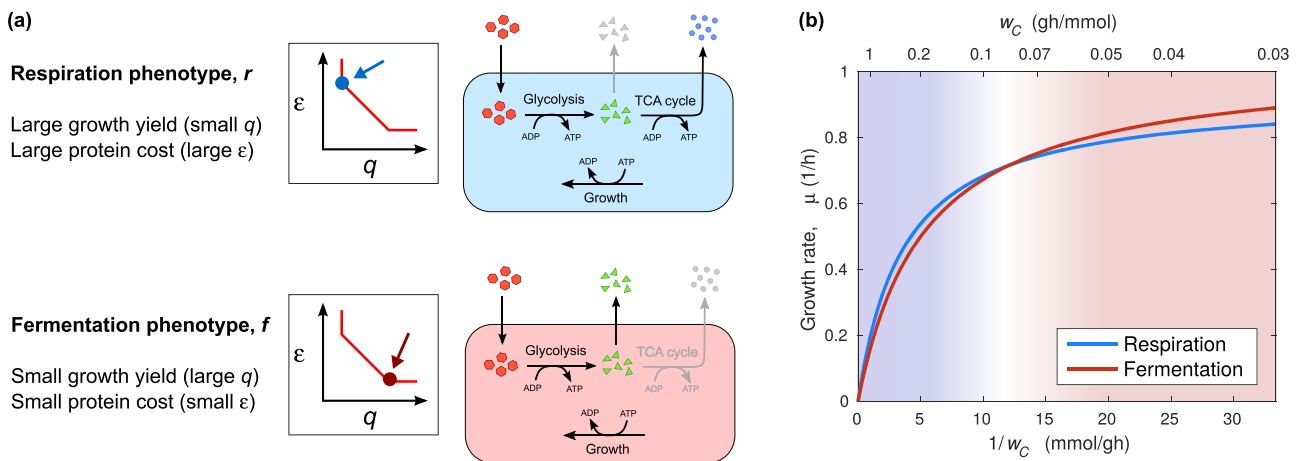 (a)
Respiration phenotype, r
Large growth yield (small q)
Large protein cost (large ε)
ε
q
Glycolysis
TCA cycle
ADP
ATP
ADP
ATP
ADP
ATP
Growth
Fermentation phenotype, f
Small growth yield (large q)
Small protein cost (small ε)
ε
q
Glycolysis
TCA cycle
ADP
ATP
ADP
ATP
ADP
ATP
Growth
(b)
w_C (gh/mmol)
1 0.2 0.1 0.07 0.05 0.04 0.03
Growth rate, μ (1/h)
1
0.8
0.6
0.4
0.2
0
Respiration
Fermentation
0 5 10 15 20 25 30
1/w_C (mmol/gh)